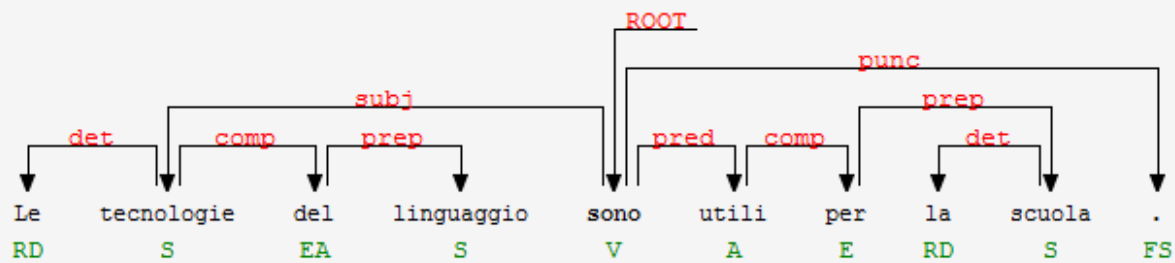 ROOT
punc
subj prep
det comp prep pred comp det
Le tecnologie del linguaggio sono utili per la scuola .
RD S EA S V A E RD S FS